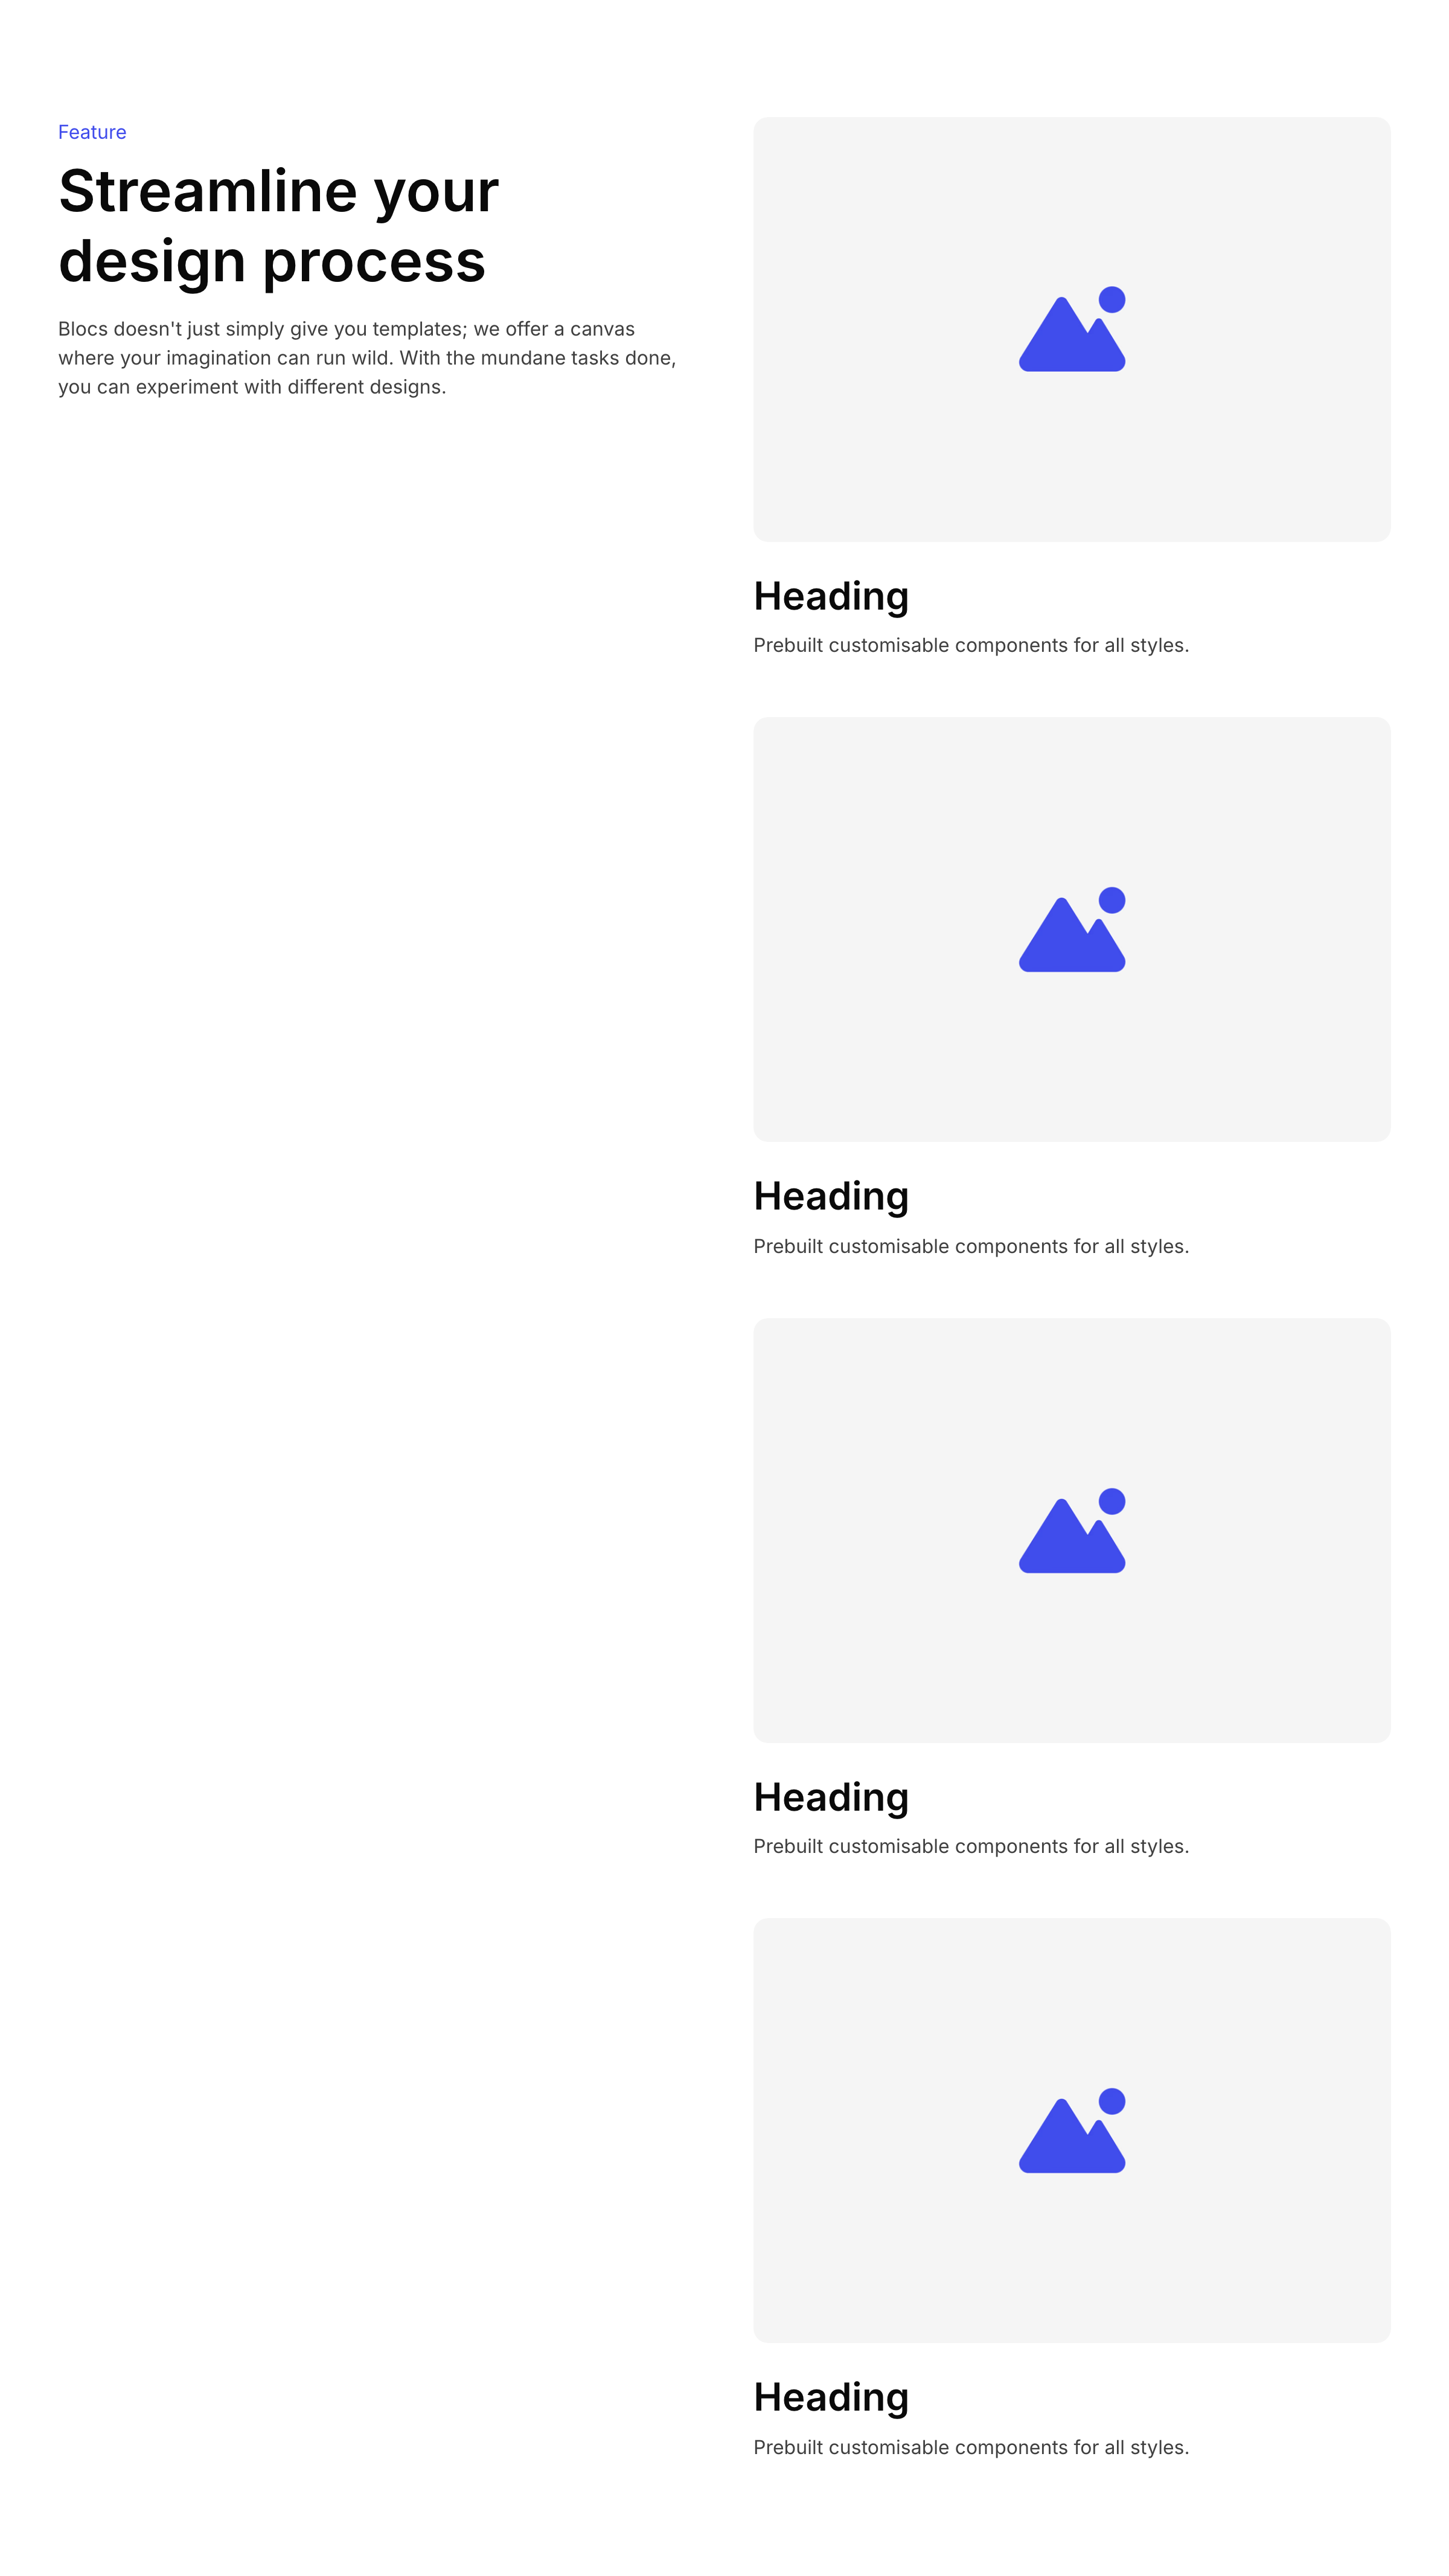 Feature
Streamline your
design process
Blocs doesn't just simply give you templates; we offer a canvas
where your imagination can run wild. With the mundane tasks done,
you can experiment with different designs.
Heading
Prebuilt customisable components for all styles.
Heading
Prebuilt customisable components for all styles.
Heading
Prebuilt customisable components for all styles.
Heading
Prebuilt customisable components for all styles.